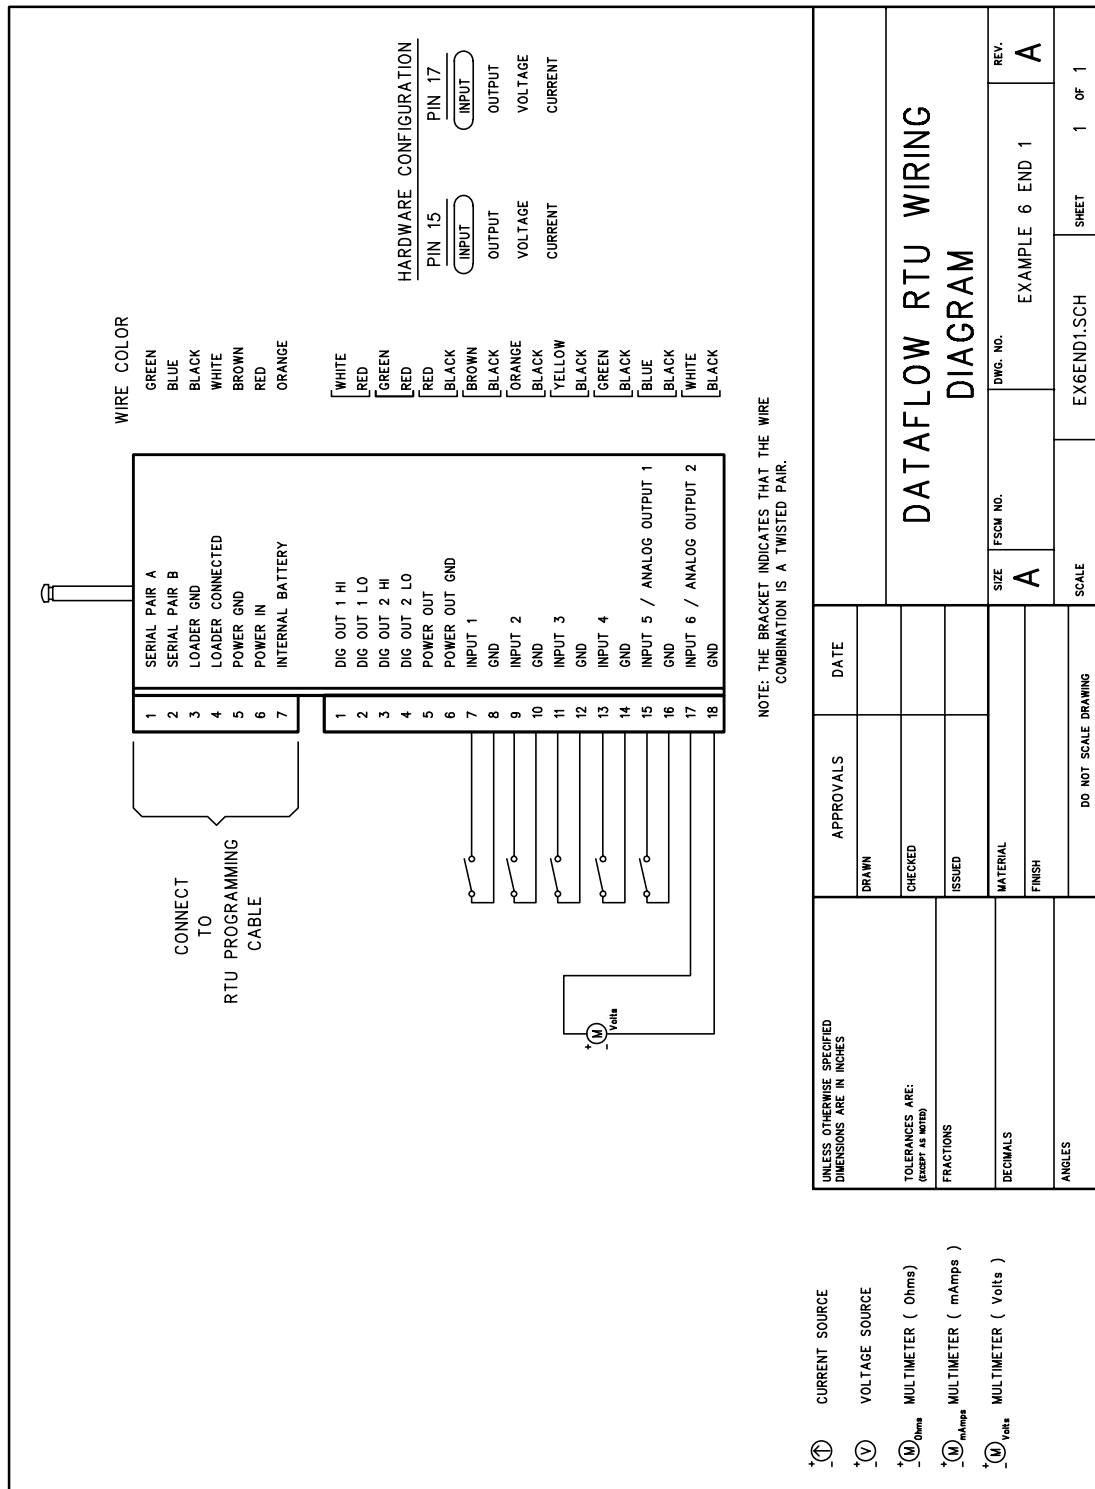 WIRE COLOR
HARDWARE CONFIGURATION
PIN 15 PIN 17
INPUT INPUT
OUTPUT OUTPUT
VOLTAGE VOLTAGE
CURRENT CURRENT
CONNECT
TO
RTU PROGRAMMING
CABLE
1 SERIAL PAIR A GREEN
2 SERIAL PAIR B BLUE
3 LOADER GND BLACK
4 LOADER CONNECTED WHITE
5 POWER GND BROWN
6 POWER IN RED
7 INTERNAL BATTERY ORANGE
1 DIG OUT 1 HI WHITE
2 DIG OUT 1 LO RED
3 DIG OUT 2 HI GREEN
4 DIG OUT 2 LO RED
5 POWER OUT RED
6 POWER OUT GND BLACK
7 INPUT 1 BROWN
8 GND BLACK
9 INPUT 2 ORANGE
10 GND BLACK
11 INPUT 3 YELLOW
12 GND BLACK
13 INPUT 4 GREEN
14 GND BLACK
15 INPUT 5 / ANALOG OUTPUT 1 BLUE
16 GND BLACK
17 INPUT 6 / ANALOG OUTPUT 2 WHITE
18 GND BLACK
+ M - Volts
NOTE: THE BRACKET INDICATES THAT THE WIRE
COMBINATION IS A TWISTED PAIR.
+ - CURRENT SOURCE
+ V - VOLTAGE SOURCE
+ M - Ohms MULTIMETER ( Ohms)
+ M - mAmps MULTIMETER ( mAmps )
+ M - Volts MULTIMETER ( Volts )
UNLESS OTHERWISE SPECIFIED
DIMENSIONS ARE IN INCHES
TOLERANCES ARE:
(EXCEPT AS NOTED)
FRACTIONS
DECIMALS
ANGLES
APPROVALS DATE
DRAWN
CHECKED
ISSUED
MATERIAL
FINISH
DO NOT SCALE DRAWING
DATAFLOW RTU WIRING
DIAGRAM
SIZE
A
FSCM NO.
DWG. NO.
EXAMPLE 6 END 1
REV.
A
SCALE
EX6END1.SCH
SHEET 1 OF 1